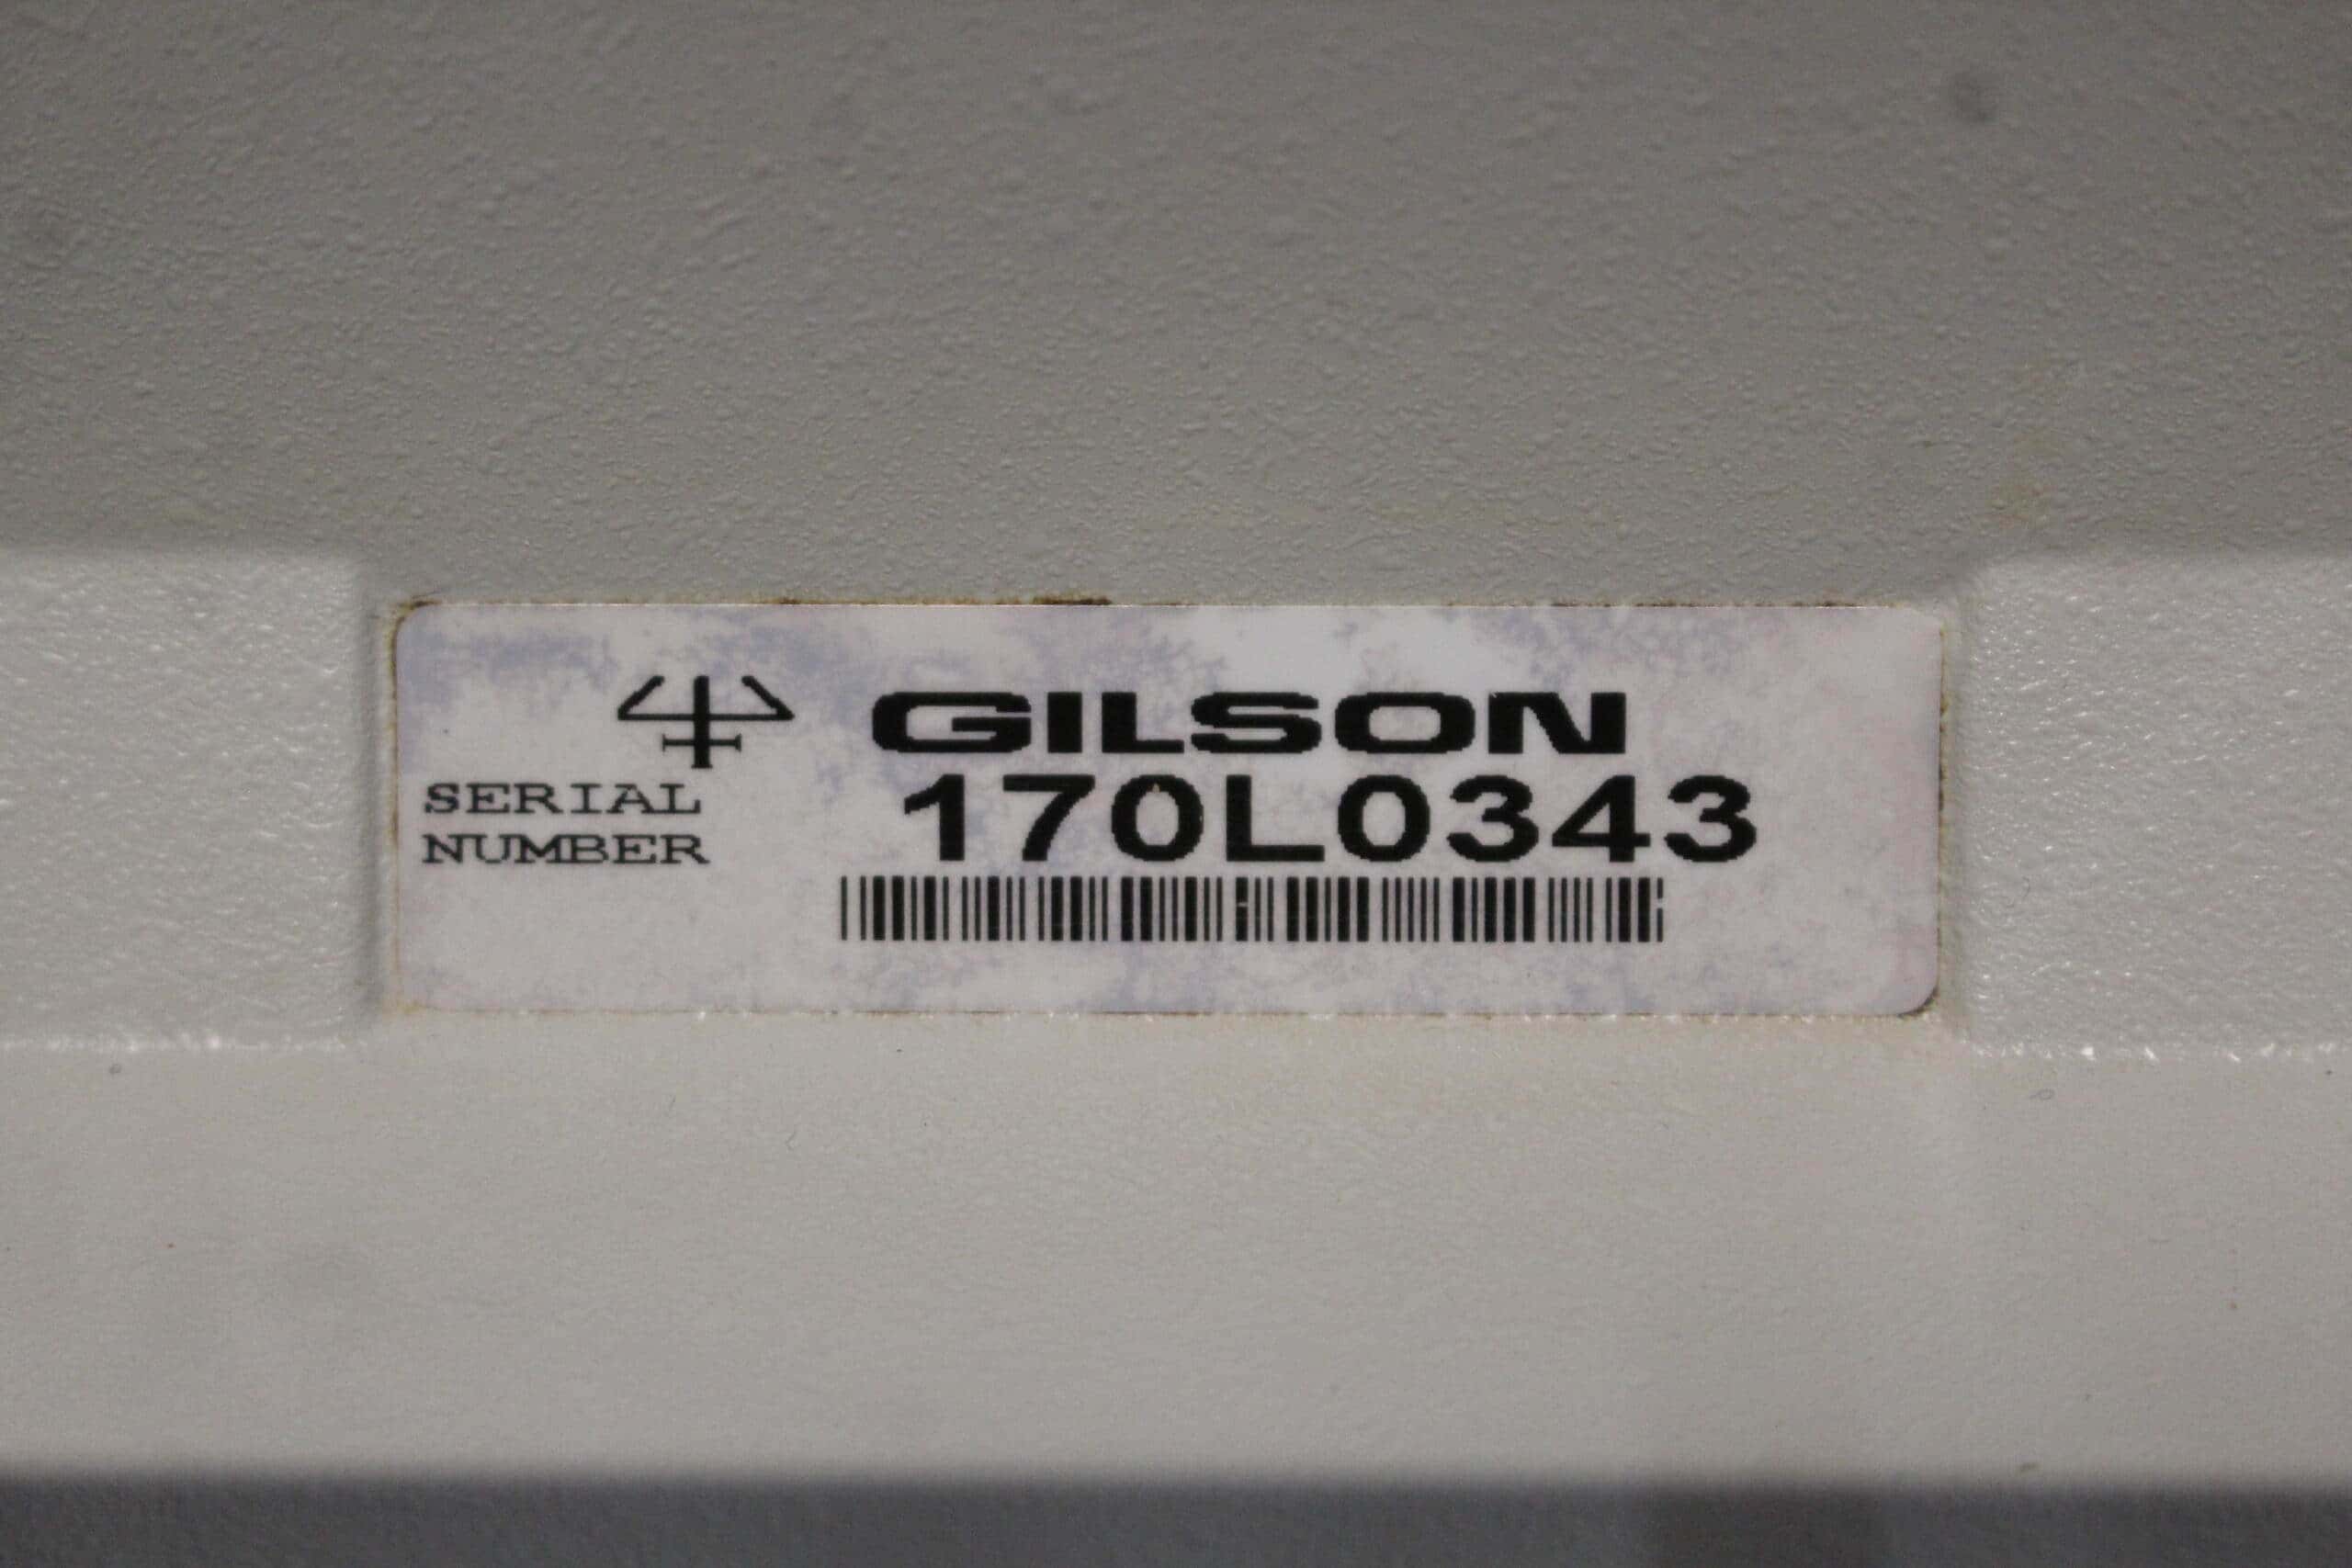 GILSON
SERIAL
NUMBER
170L0343